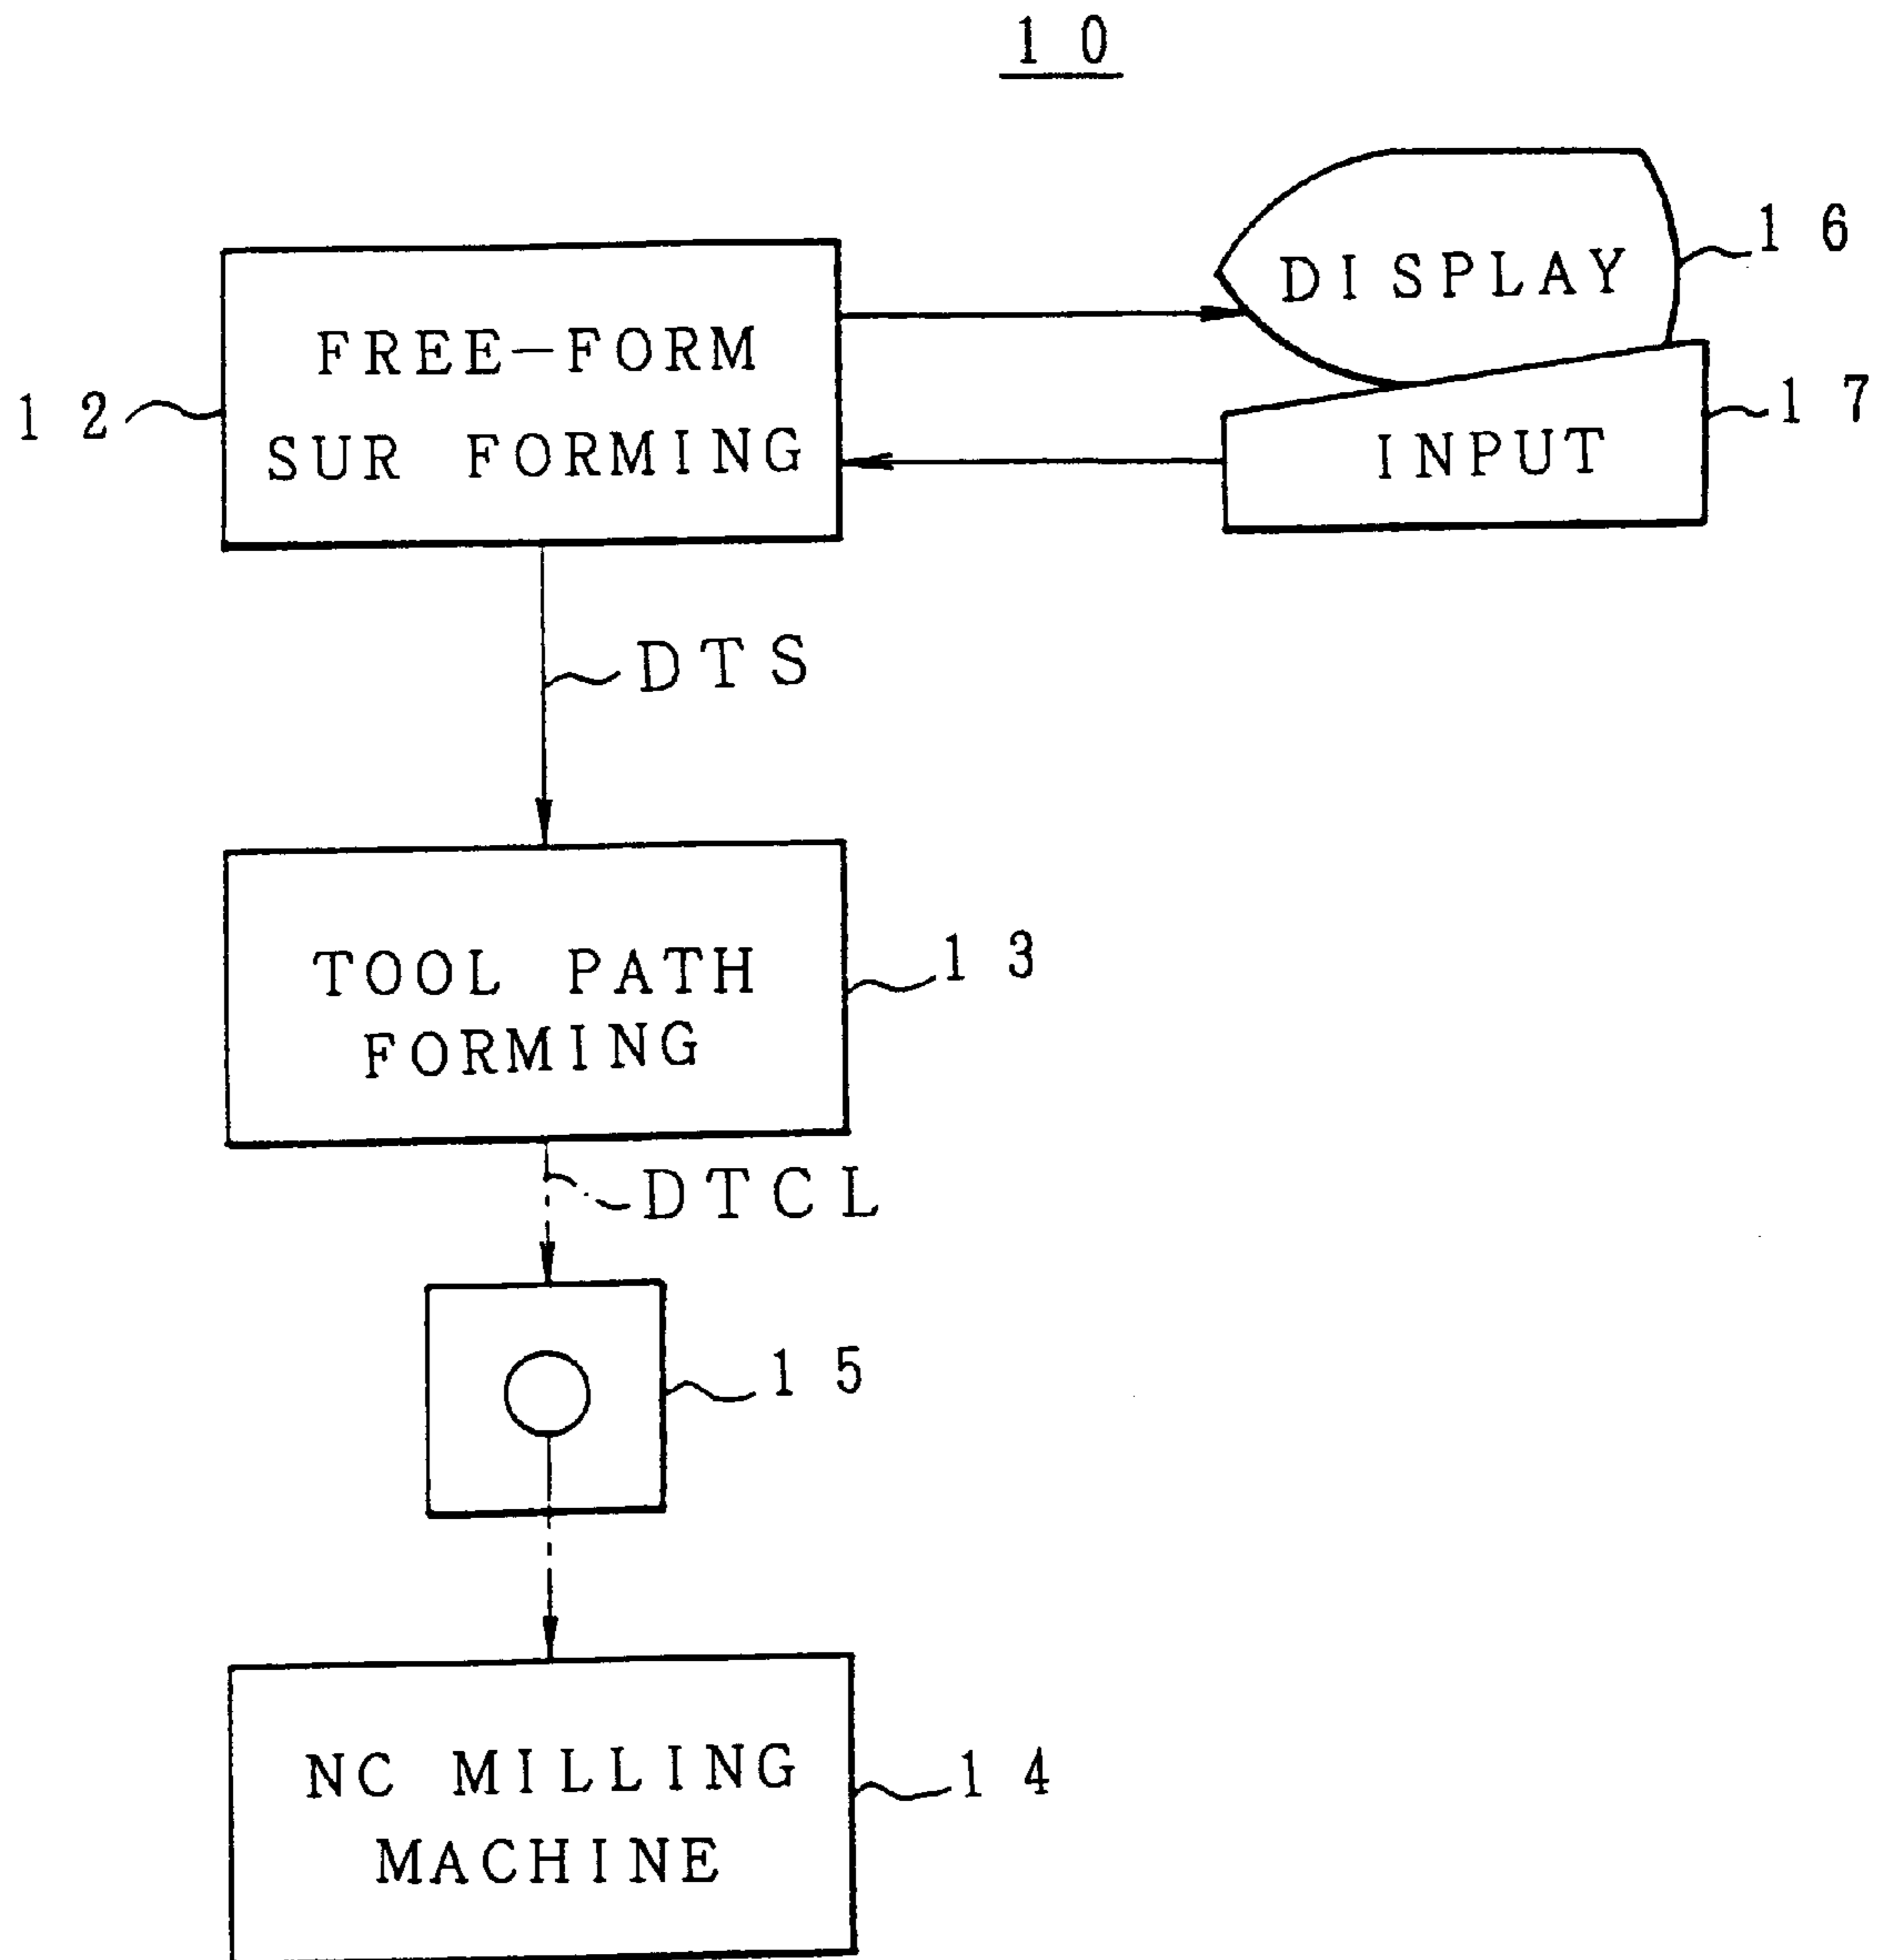 10
DISPLAY
16
FREE-FORM
SUR FORMING
12
INPUT
17
DTS
TOOL PATH
FORMING
13
DTCL
15
NC MILLING
MACHINE
14